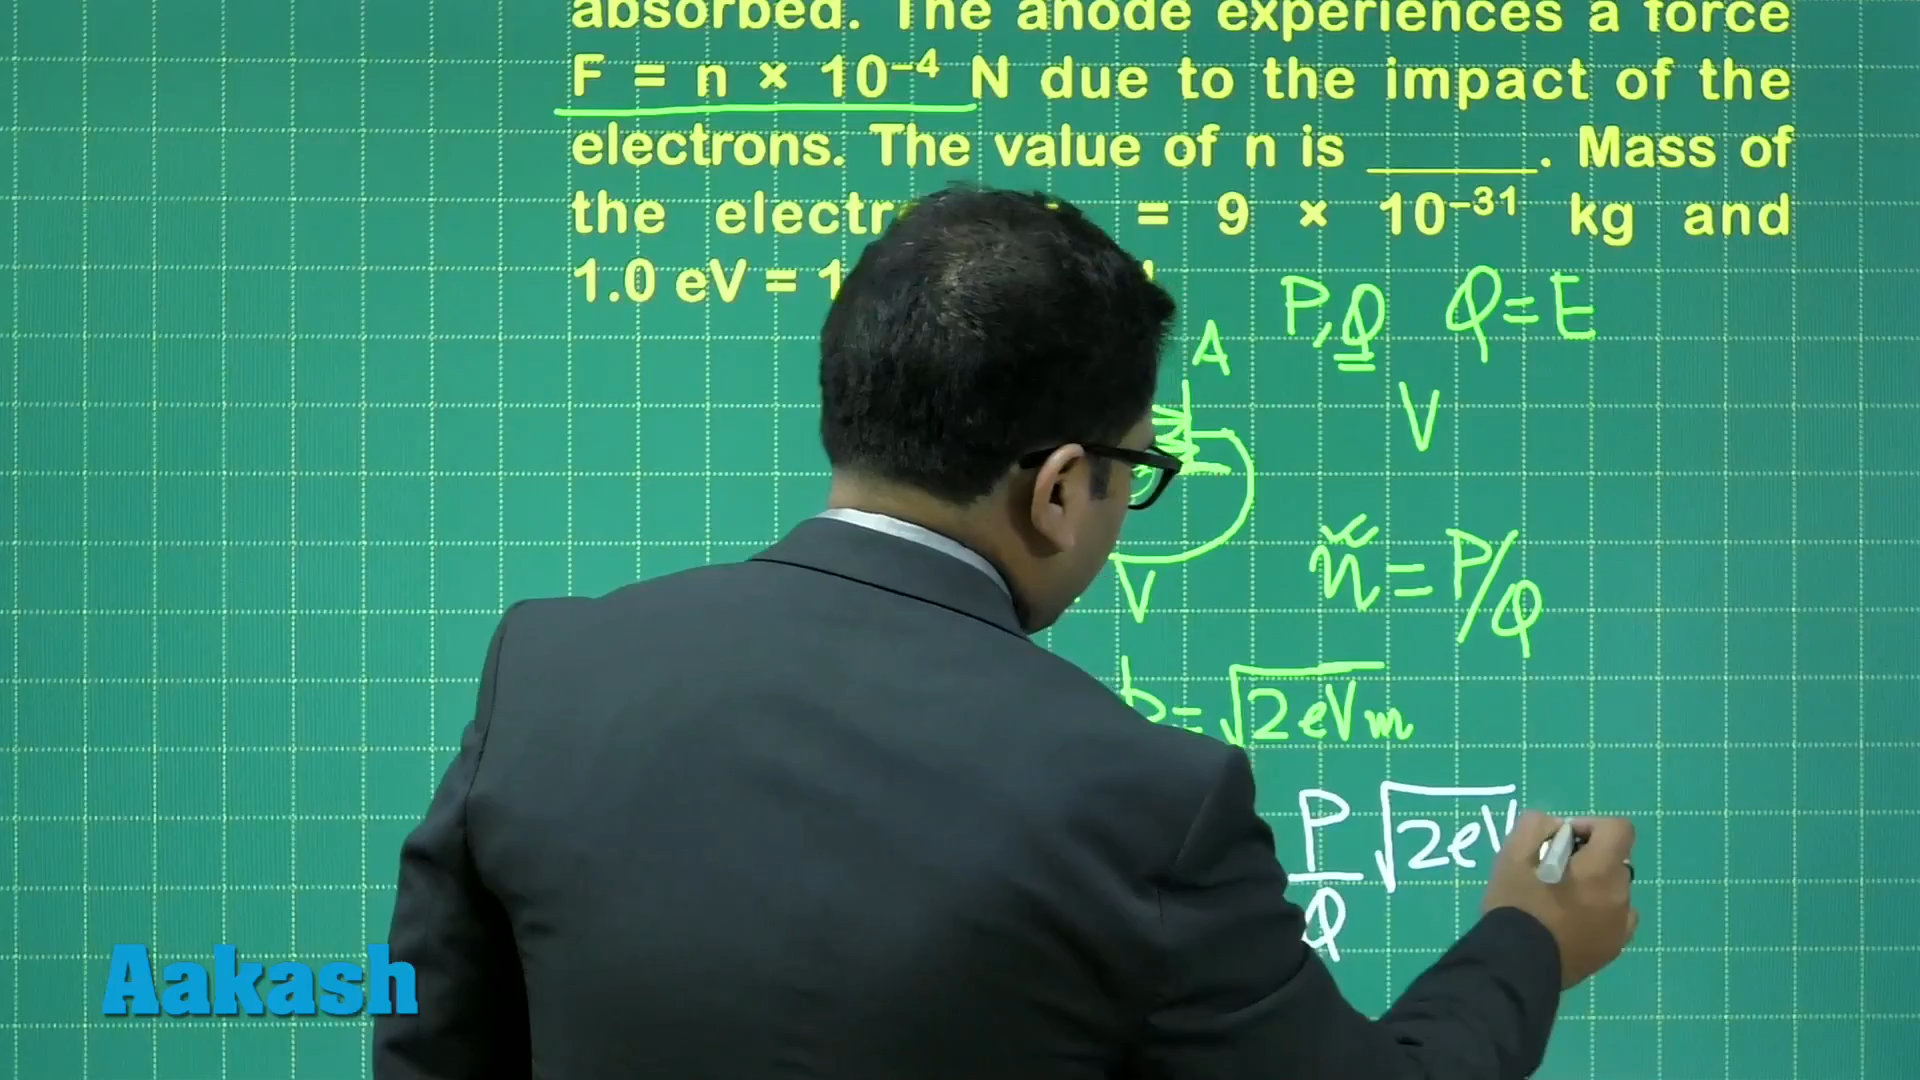 absorbed. The anode experiences a force
F = n × 10⁻⁴ N due to the impact of the
electrons. The value of n is ______. Mass of
the electr = 9 × 10⁻³¹ kg and
1.0 eV = 1
P, Q Q = E
A
V
n = P/Q
V
p = √2eVm
P/Q √2eV
Aakash